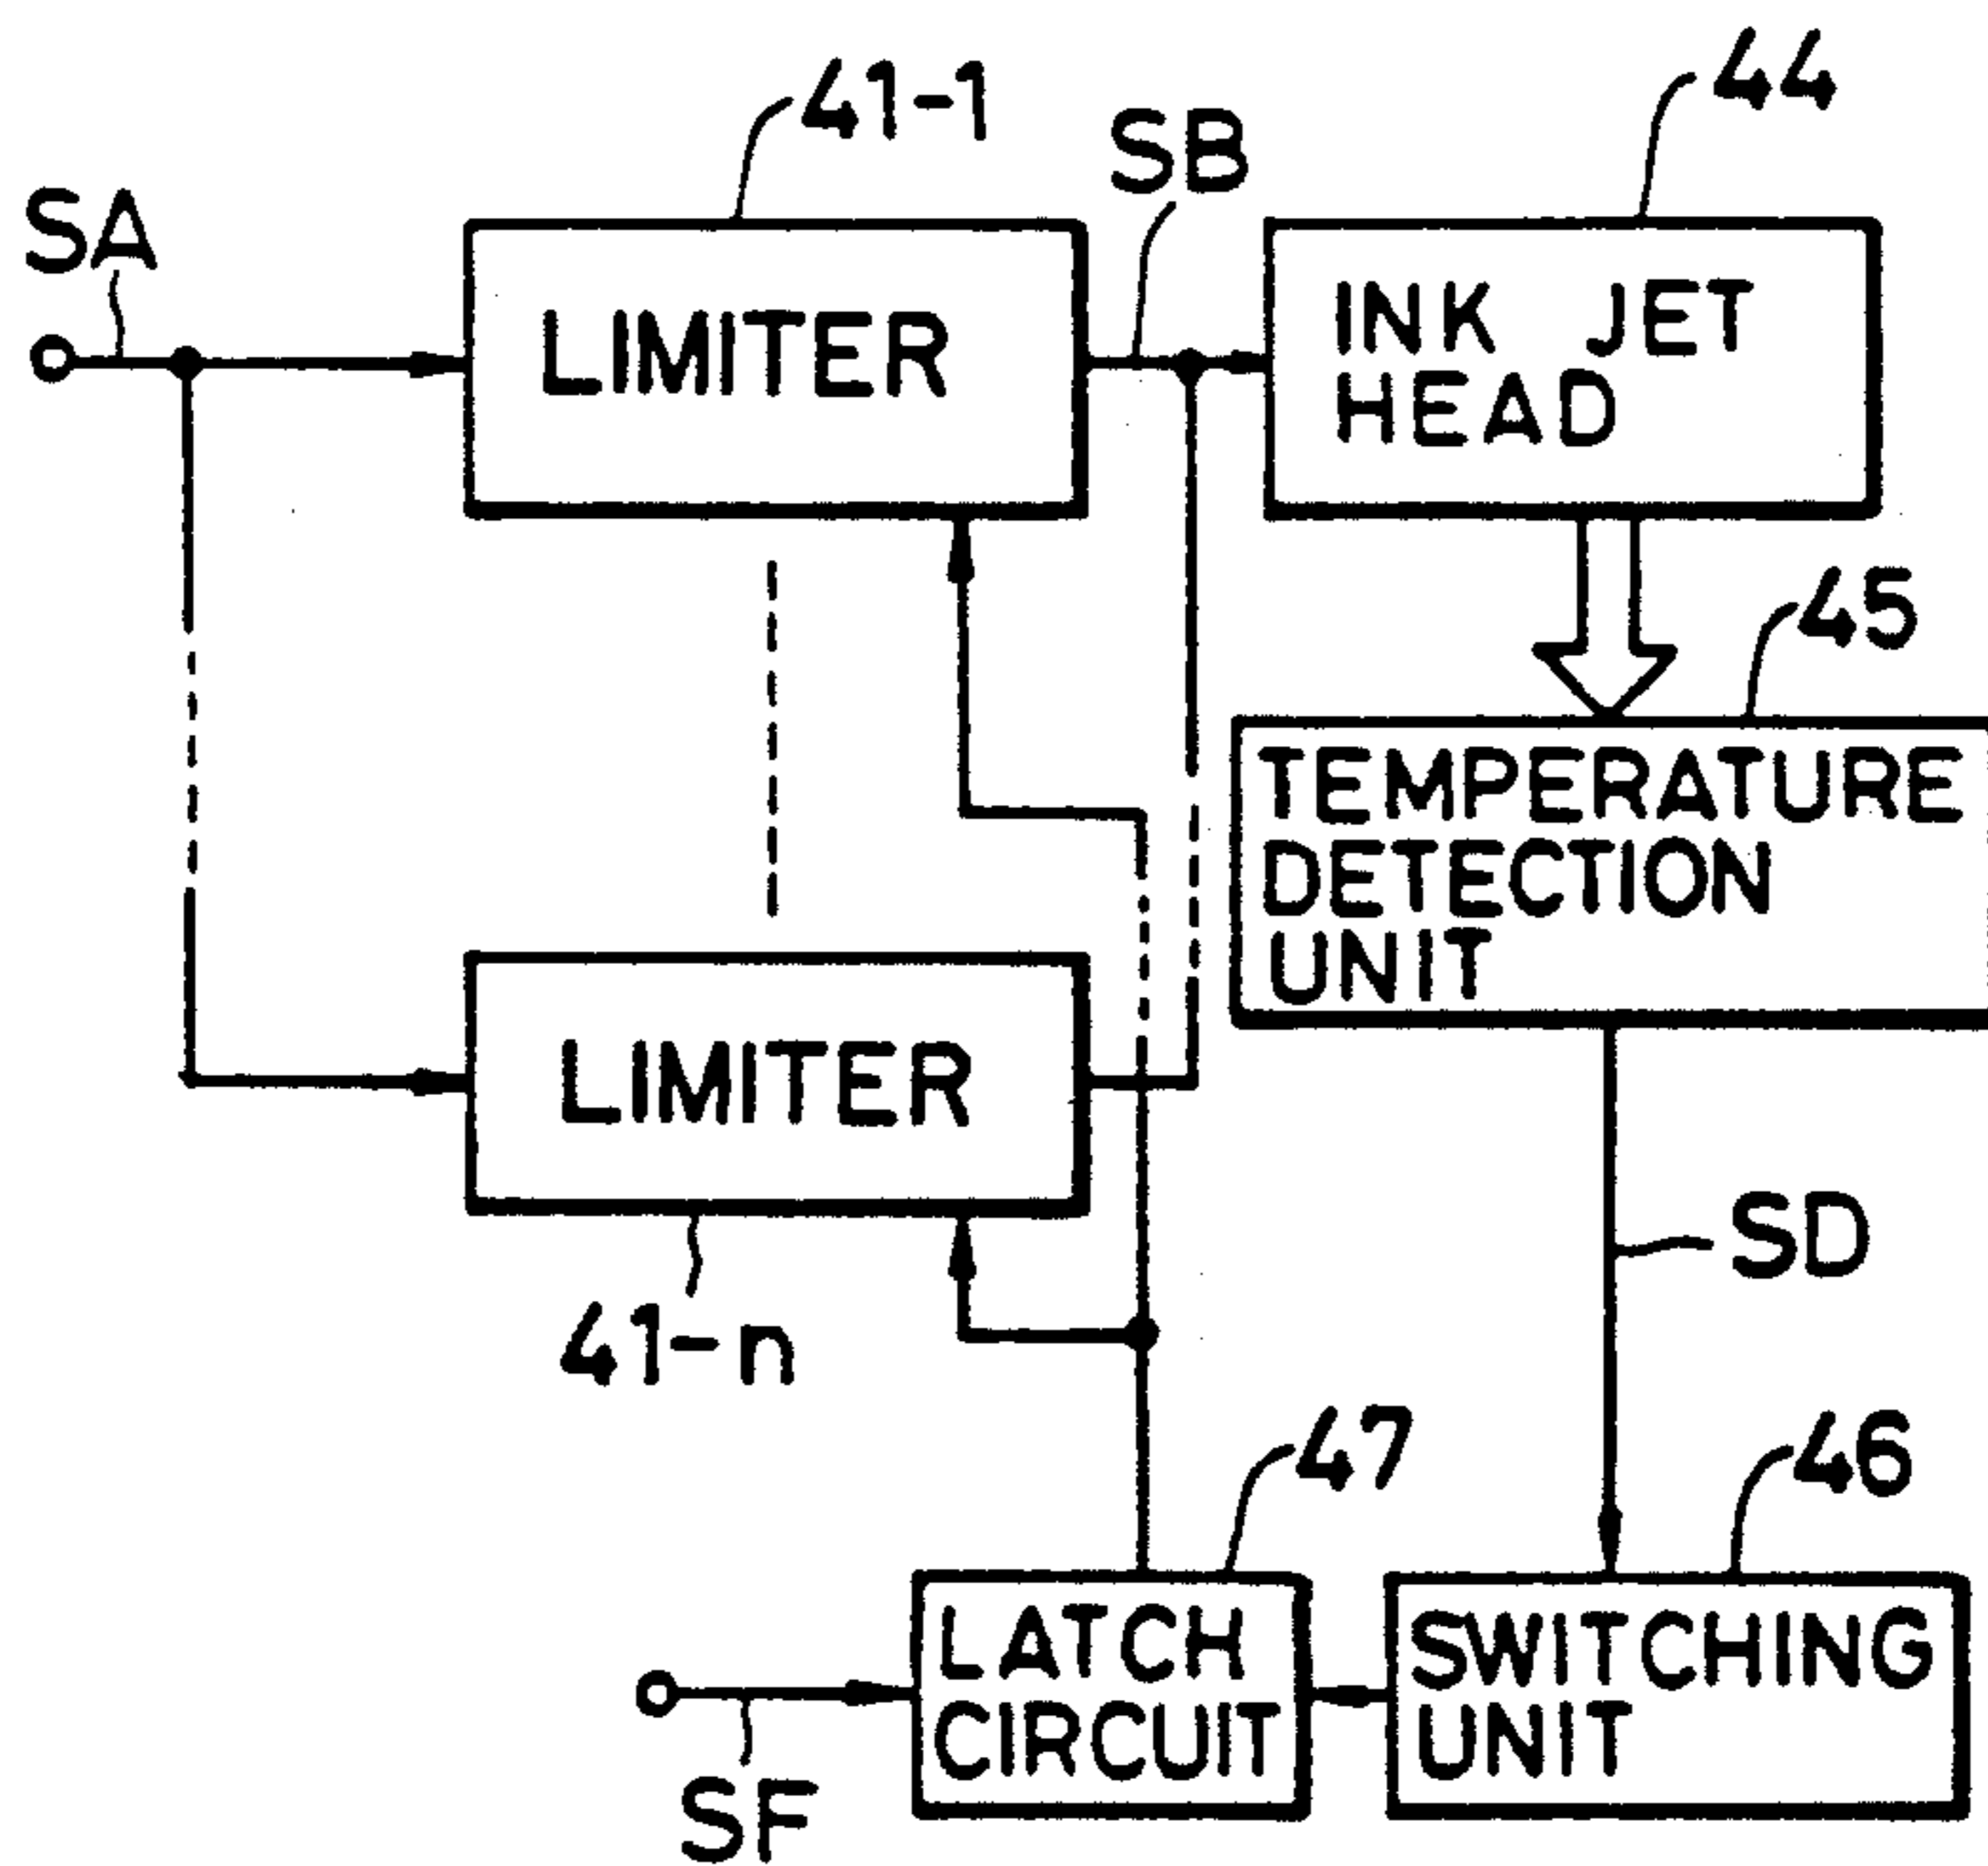 41-1
44
SB
SA
LIMITER
INK JET
HEAD
45
TEMPERATURE
DETECTION
UNIT
LIMITER
SD
41-n
47
46
LATCH
CIRCUIT
SWITCHING
UNIT
SF